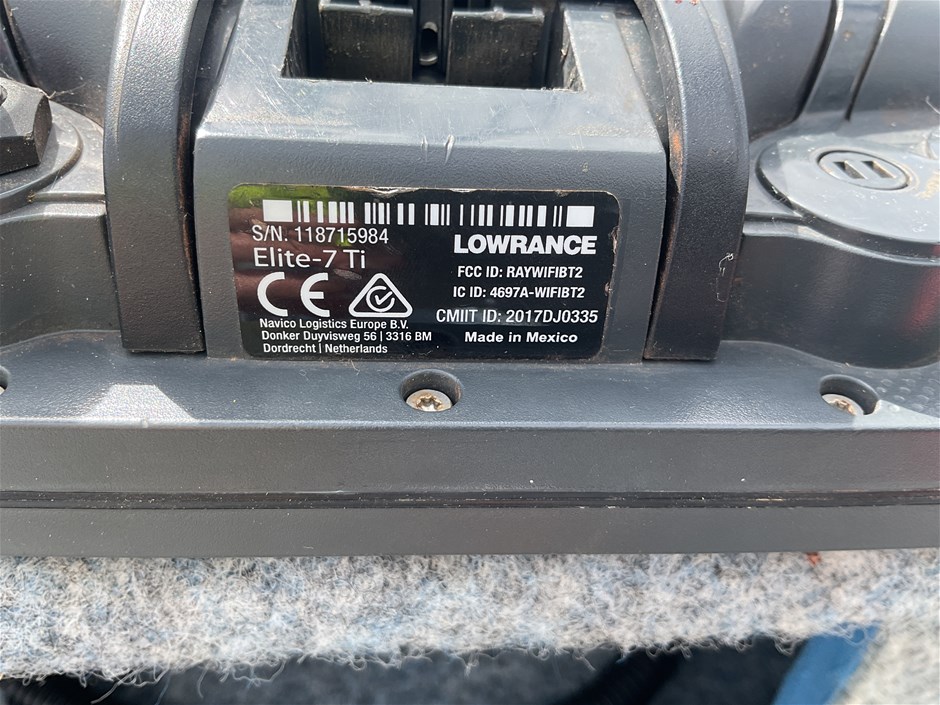 S/N. 118715984
LOWRANCE
Elite-7 Ti
FCC ID: RAYWIFIBT2
IC ID: 4697A-WIFIBT2
CE
CMIIT ID: 2017DJ0335
Navico Logistics Europe B.V.
Donker Duyvisweg 56 | 3316 BM
Made in Mexico
Dordrecht | Netherlands